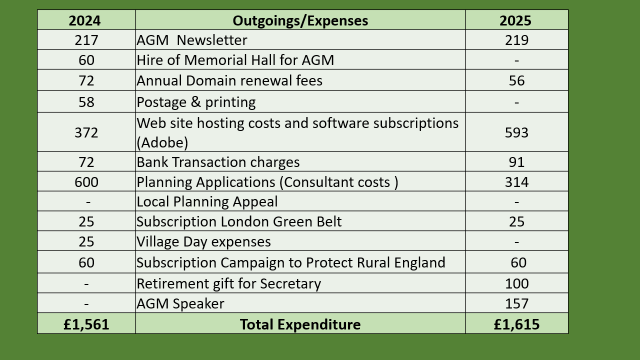 2024 Outgoings/Expenses 2025
217 AGM  Newsletter 219
60 Hire of Memorial Hall for AGM -
72 Annual Domain renewal fees 56
58 Postage & printing -
372 Web site hosting costs and software subscriptions (Adobe) 593
72 Bank Transaction charges 91
600 Planning Applications (Consultant costs ) 314
- Local Planning Appeal -
25 Subscription London Green Belt 25
25 Village Day expenses -
60 Subscription Campaign to Protect Rural England 60
- Retirement gift for Secretary 100
- AGM Speaker 157
£1,561 Total Expenditure £1,615